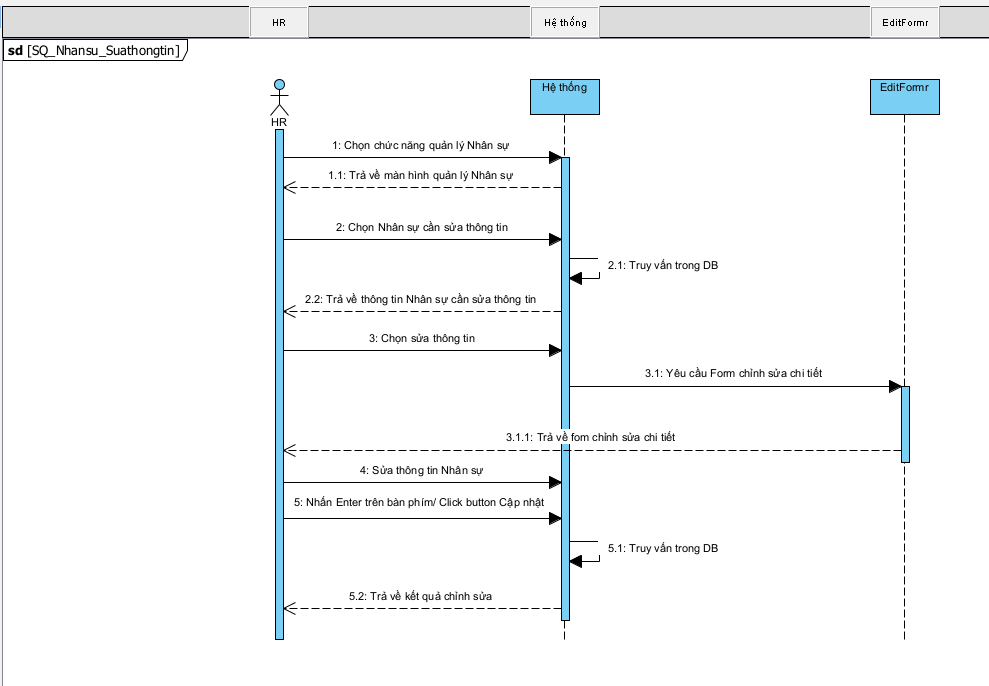 HR
Hệ thống
EditFormr
sd [SQ_Nhansu_Suathongtin]
Hệ thống
EditFormr
HR
1: Chọn chức năng quản lý Nhân sự
1.1: Trả về màn hình quản lý Nhân sự
2: Chọn Nhân sự cần sửa thông tin
2.1: Truy vấn trong DB
2.2: Trả về thông tin Nhân sự cần sửa thông tin
3: Chọn sửa thông tin
3.1: Yêu cầu Form chỉnh sửa chi tiết
3.1.1: Trả về fom chỉnh sửa chi tiết
4: Sửa thông tin Nhân sự
5: Nhấn Enter trên bàn phím/ Click button Cập nhật
5.1: Truy vấn trong DB
5.2: Trả về kết quả chỉnh sửa